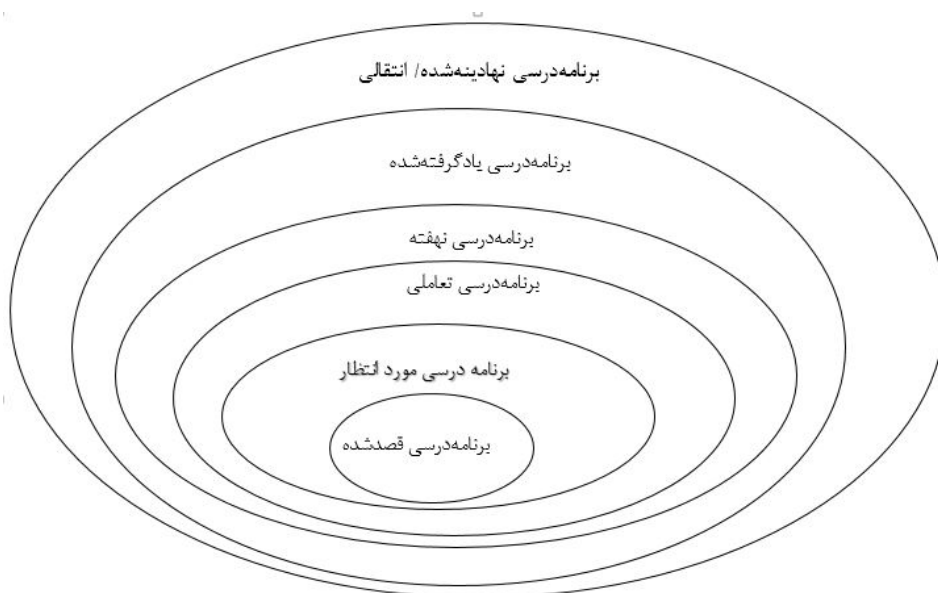 برنامه‌درسی نهادینه‌شده/ انتقالی
برنامه‌درسی یادگرفته‌شده
برنامه‌درسی نهفته
برنامه‌درسی تعاملی
برنامه درسی مورد انتظار
برنامه‌درسی قصدشده